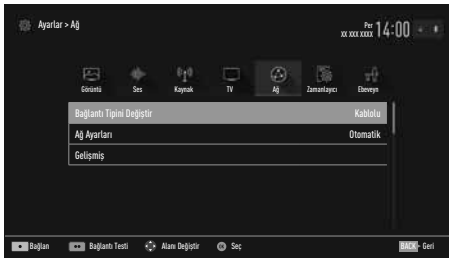 Ayarlar > Ağ
Per
xx xxx xxxx 14:00
Görüntü Ses Kaynak TV Ağ Zamanlayıcı Ebeveyn
Bağlantı Tipini Değiştir Kablolu
Ağ Ayarları Otomatik
Gelişmiş
Bağlan Bağlantı Testi Alanı Değiştir OK Seç BACK - Geri